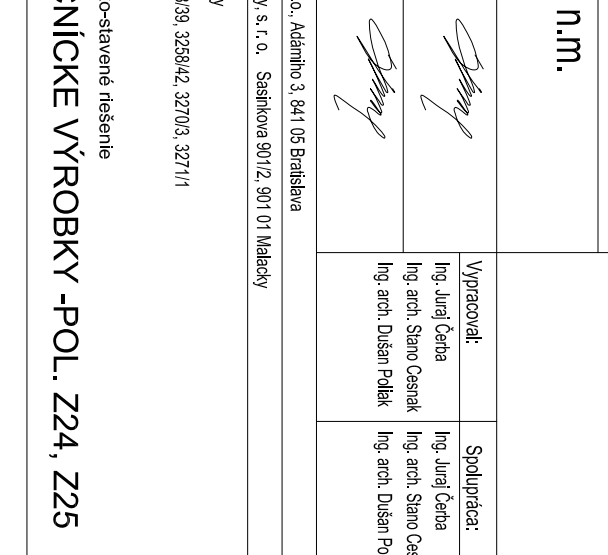 n.m.
Vypracoval:
Spolupráca:
Ing. Juraj Čerba
Ing. Juraj Čerba
Ing. arch. Stano Cesnak
Ing. arch. Stano Ces
Ing. arch. Dušan Poliak
Ing. arch. Dušan Po
.o., Adámiho 3, 841 05 Bratislava
y, s. r. o. Sasinkova 901/2, 901 01 Malacky
y
/39, 3258/42, 3270/3, 3271/1
o-stavené riešenie
NÍCKE VÝROBKY -POL. Z24, Z25